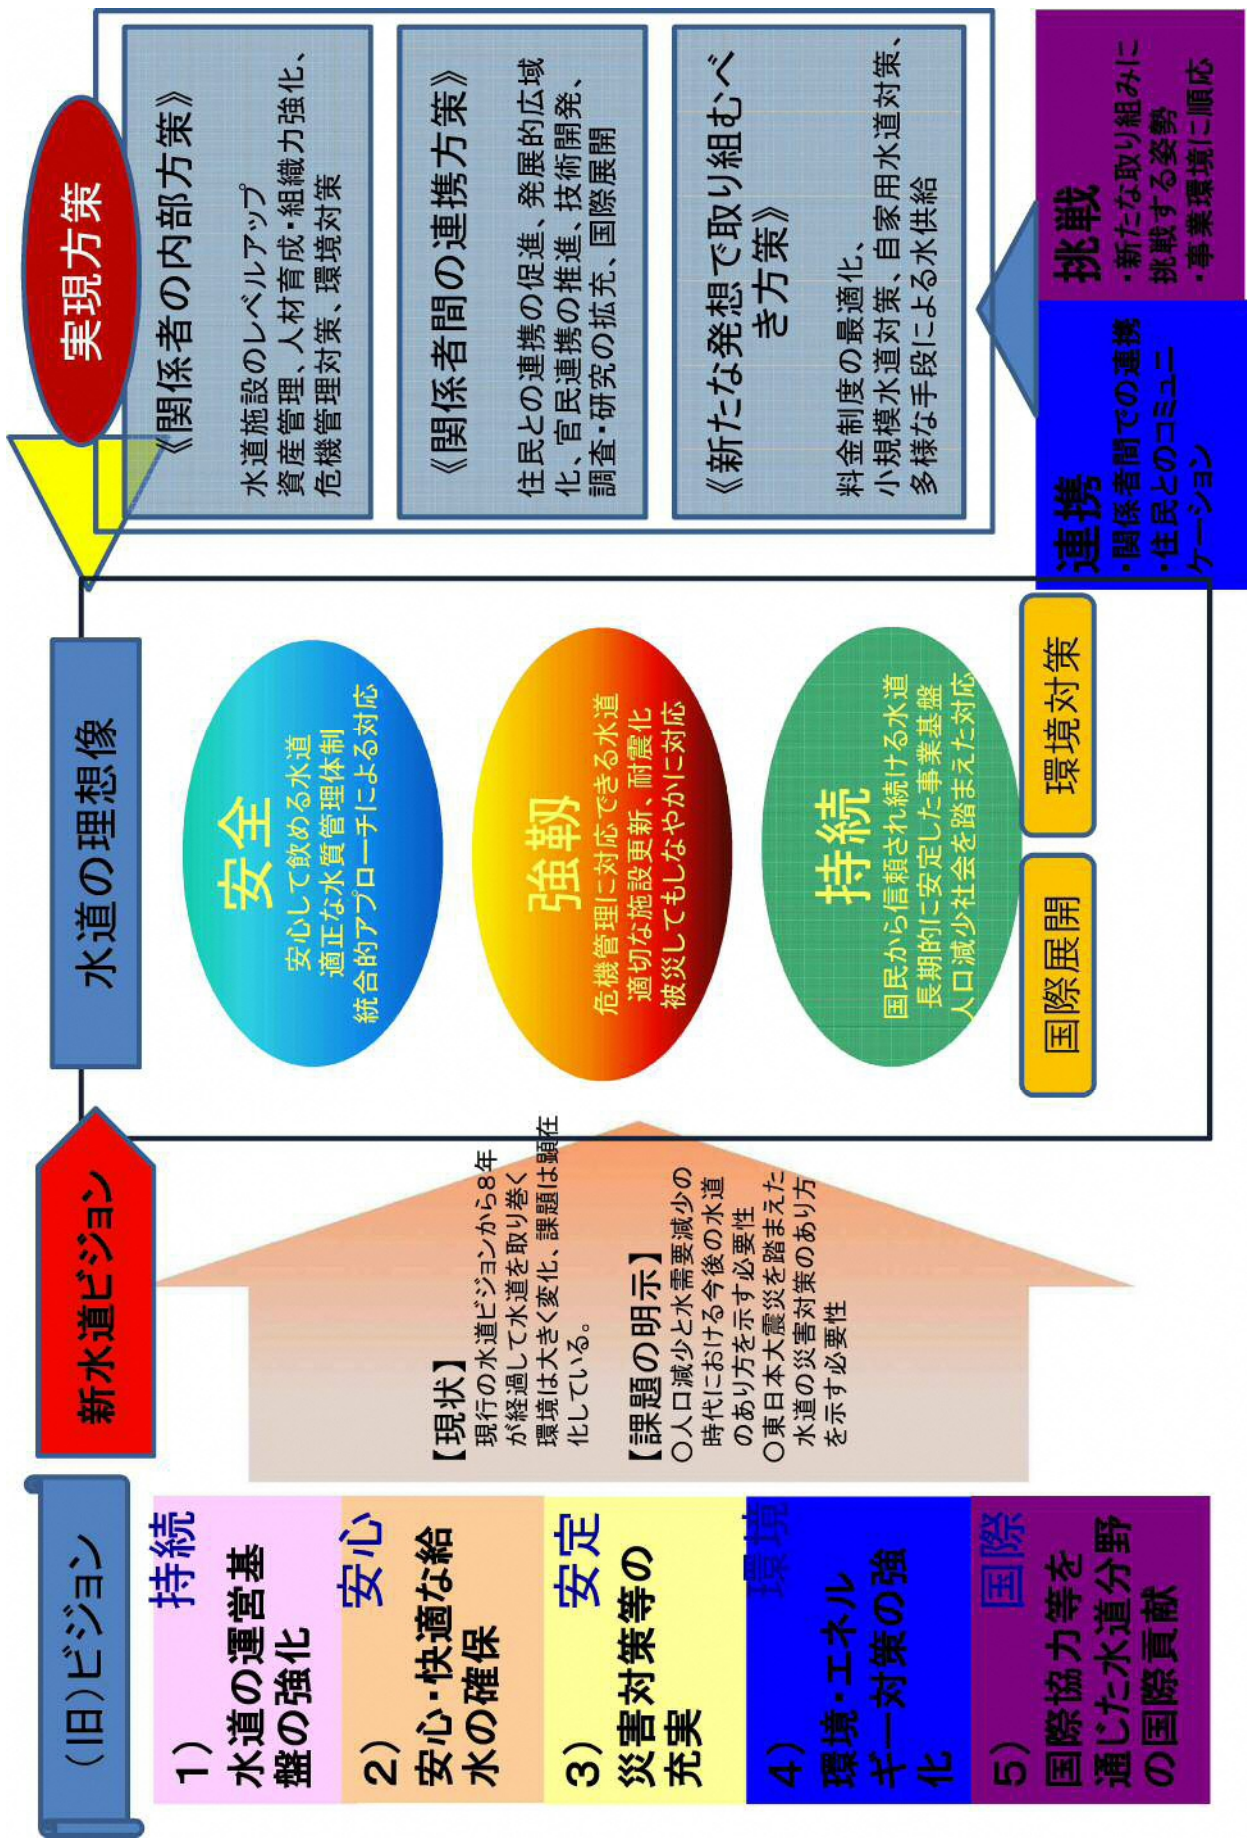 (旧)ビジョン
持続
1)
水道の運営基
盤の強化
安心
2)
安心・快適な給
水の確保
安定
3)
災害対策等の
充実
環境
4)
環境・エネル
ギー対策の強
化
国際
5)
国際協力等を
通じた水道分野
の国際貢献
新水道ビジョン
【現状】
現行の水道ビジョンから8年
が経過して水道を取り巻く
環境は大きく変化、課題は顕在
化している。
【課題の明示】
○人口減少と水需要減少の
時代における今後の水道
のあり方を示す必要性
○東日本大震災を踏まえた
水道の災害対策のあり方
を示す必要性
水道の理想像
安全
安心して飲める水道
適正な水質管理体制
統合的アプローチによる対応
強靱
危機管理に対応できる水道
適切な施設更新、耐震化
被災してもしなやかに対応
持続
国民から信頼され続ける水道
長期的に安定した事業基盤
人口減少社会を踏まえた対応
国際展開
環境対策
実現方策
《関係者の内部方策》
水道施設のレベルアップ
資産管理、人材育成・組織力強化、
危機管理対策、環境対策
《関係者間の連携方策》
住民との連携の促進、発展的広域
化、官民連携の推進、技術開発、
調査・研究の拡充、国際展開
《新たな発想で取り組むべ
き方策》
料金制度の最適化、
小規模水道対策、自家用水道対策、
多様な手段による水供給
連携
・関係者間での連携
・住民とのコミュニ
ケーション
挑戦
・新たな取り組みに
挑戦する姿勢
・事業環境に順応